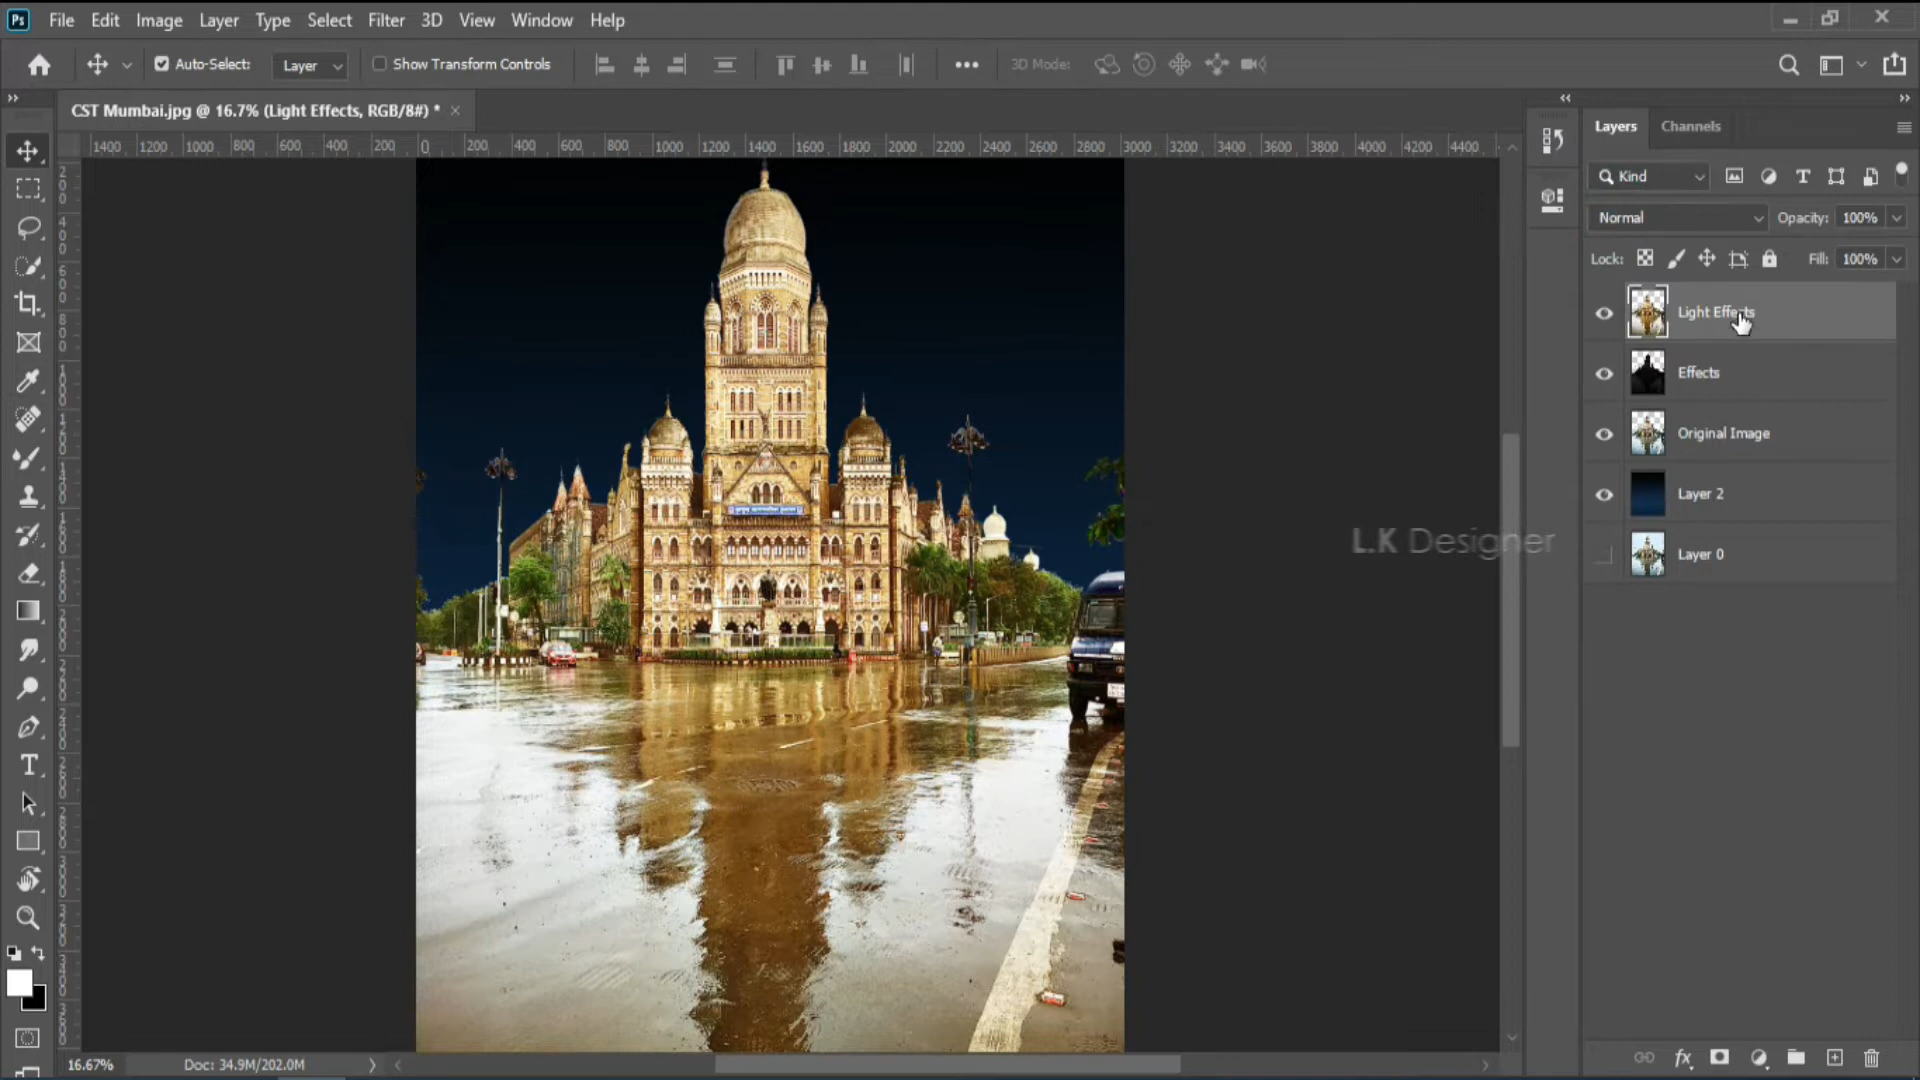 Ps File Edit Image Layer Type Select Filter 3D View Window Help
Auto-Select: Layer Show Transform Controls 3D Mode:
CST Mumbai.jpg @ 16.7% (Light Effects, RGB/8#) * ×
Layers Channels
1400 1200 1000 800 600 400 200 0 200 400 600 800 1000 1200 1400 1600 1800 2000 2200 2400 2600 2800 3000 3200 3400 3600 3800 4000 4200 4400
Kind
Normal Opacity: 100%
Lock: Fill: 100%
Light Effects
Effects
Original Image
Layer 2
L.K Designer
Layer 0
16.67% Doc: 34.9M/202.0M